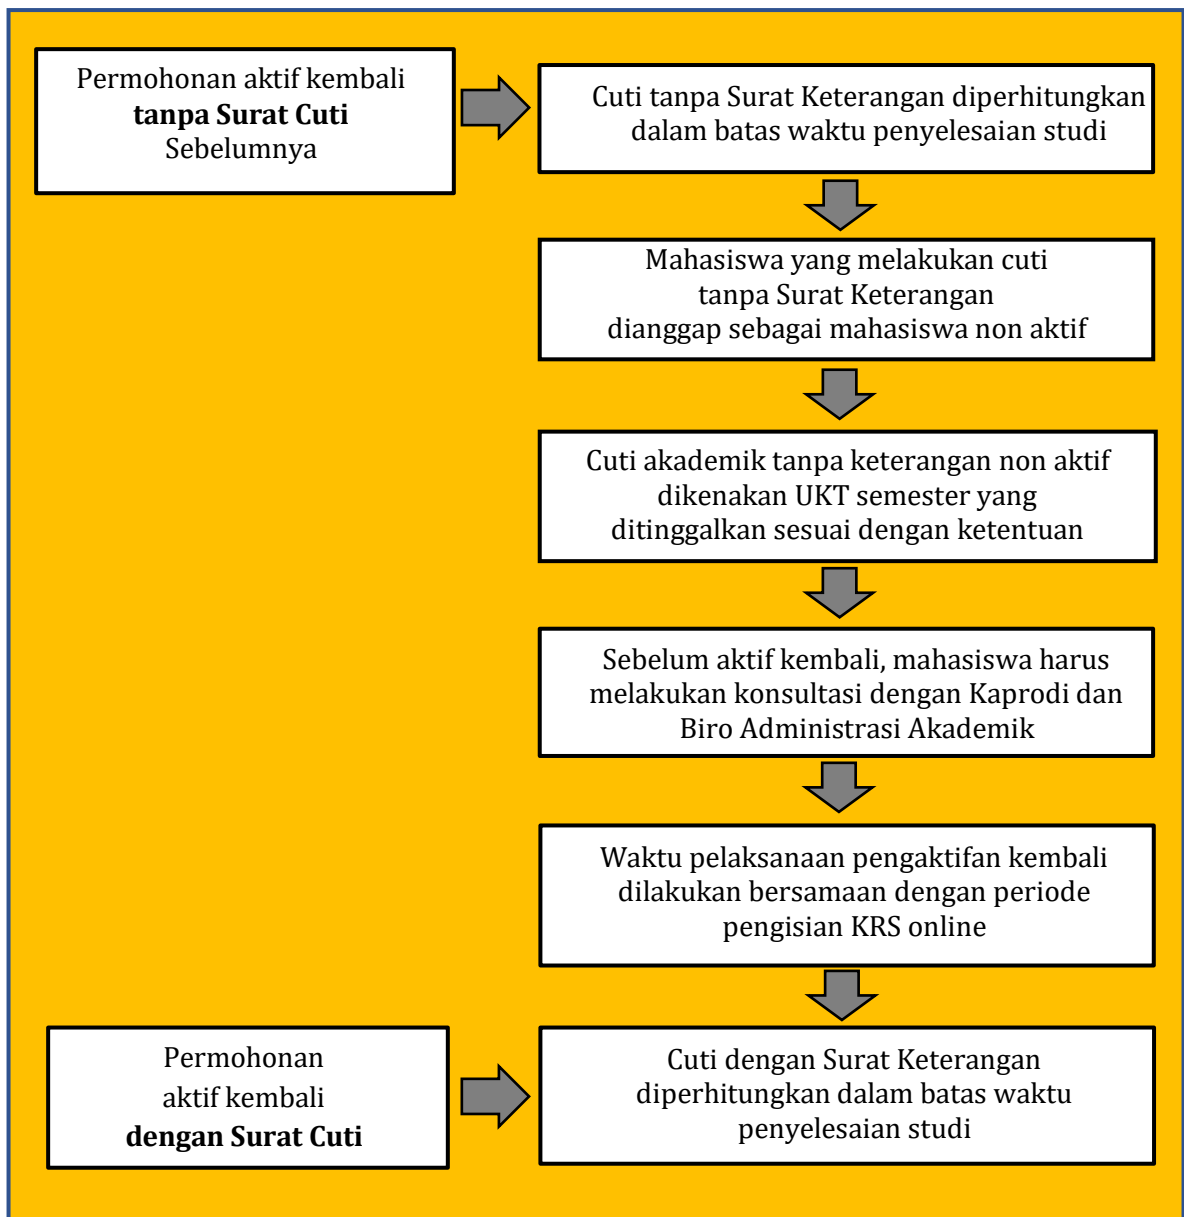 Permohonan aktif kembali
tanpa Surat Cuti
Sebelumnya
Cuti tanpa Surat Keterangan diperhitungkan
dalam batas waktu penyelesaian studi
Mahasiswa yang melakukan cuti
tanpa Surat Keterangan
dianggap sebagai mahasiswa non aktif
Cuti akademik tanpa keterangan non aktif
dikenakan UKT semester yang
ditinggalkan sesuai dengan ketentuan
Sebelum aktif kembali, mahasiswa harus
melakukan konsultasi dengan Kaprodi dan
Biro Administrasi Akademik
Waktu pelaksanaan pengaktifan kembali
dilakukan bersamaan dengan periode
pengisian KRS online
Permohonan
aktif kembali
dengan Surat Cuti
Cuti dengan Surat Keterangan
diperhitungkan dalam batas waktu
penyelesaian studi